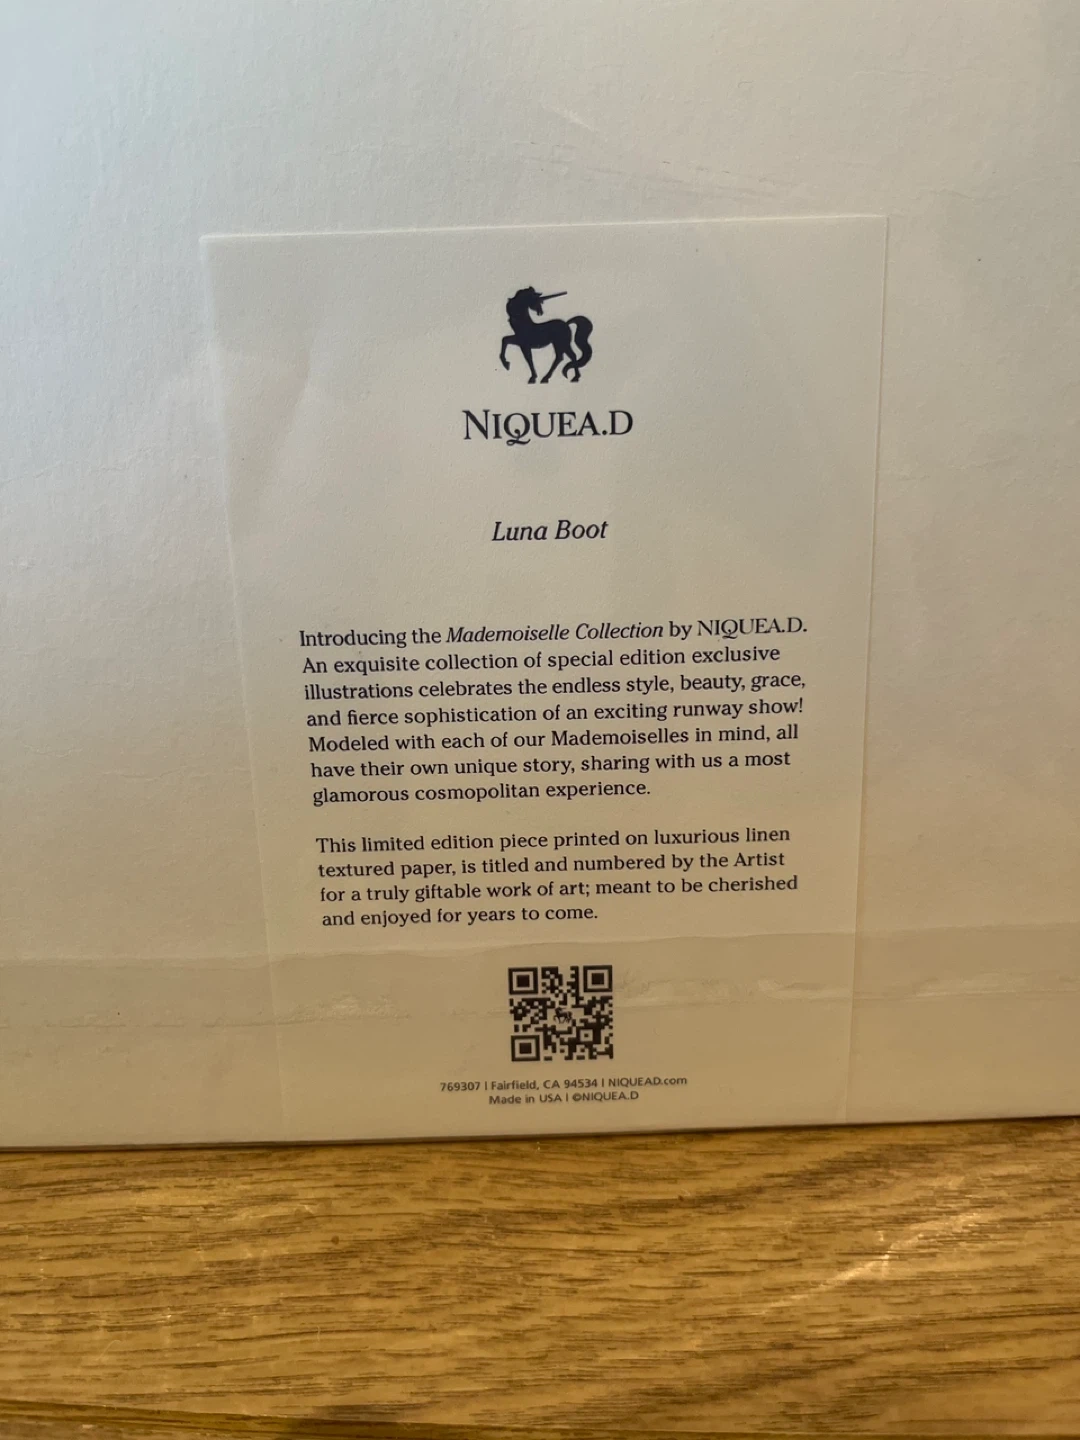 NIQUEA.D
Luna Boot
Introducing the Mademoiselle Collection by NIQUEA.D.
An exquisite collection of special edition exclusive
illustrations celebrates the endless style, beauty, grace,
and fierce sophistication of an exciting runway show!
Modeled with each of our Mademoiselles in mind, all
have their own unique story, sharing with us a most
glamorous cosmopolitan experience.
This limited edition piece printed on luxurious linen
textured paper, is titled and numbered by the Artist
for a truly giftable work of art; meant to be cherished
and enjoyed for years to come.
769307 | Fairfield, CA 94534 | NIQUEAD.com
Made in USA | ©NIQUEA.D